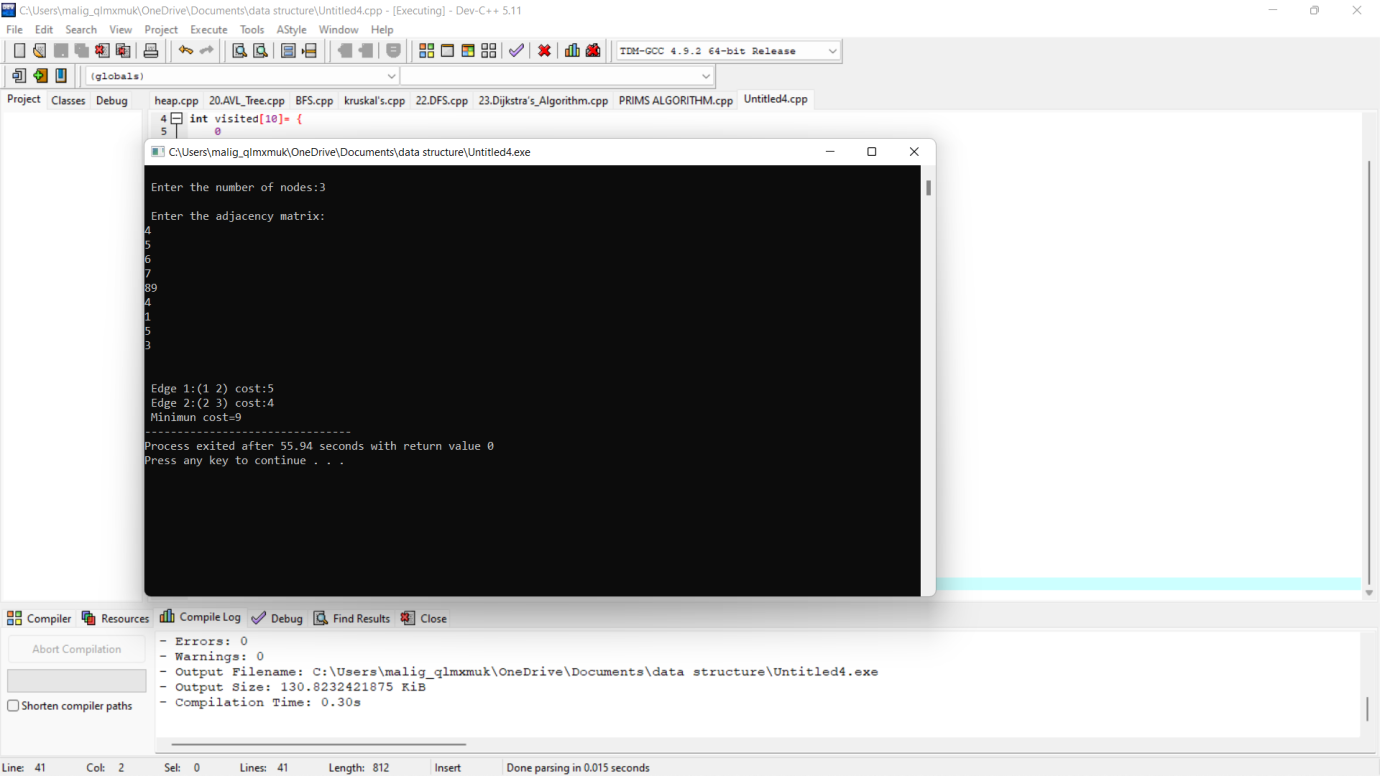 C:\Users\malig_qlmxmuk\OneDrive\Documents\data structure\Untitled4.cpp - [Executing] - Dev-C++ 5.11
File Edit Search View Project Execute Tools AStyle Window Help
TDM-GCC 4.9.2 64-bit Release
(globals)
Project Classes Debug
heap.cpp 20.AVL_Tree.cpp BFS.cpp kruskal's.cpp 22.DFS.cpp 23.Dijkstra's_Algorithm.cpp PRIMS ALGORITHM.cpp Untitled4.cpp
4 int visited[10]= {
5 0
C:\Users\malig_qlmxmuk\OneDrive\Documents\data structure\Untitled4.exe
Enter the number of nodes:3
Enter the adjacency matrix:
4
5
6
7
89
4
1
5
3
Edge 1:(1 2) cost:5
Edge 2:(2 3) cost:4
Minimun cost=9
--------------------------------
Process exited after 55.94 seconds with return value 0
Press any key to continue . . .
Compiler Resources Compile Log Debug Find Results Close
Abort Compilation
Shorten compiler paths
- Errors: 0
- Warnings: 0
- Output Filename: C:\Users\malig_qlmxmuk\OneDrive\Documents\data structure\Untitled4.exe
- Output Size: 130.8232421875 KiB
- Compilation Time: 0.30s
Line: 41 Col: 2 Sel: 0 Lines: 41 Length: 812 Insert Done parsing in 0.015 seconds